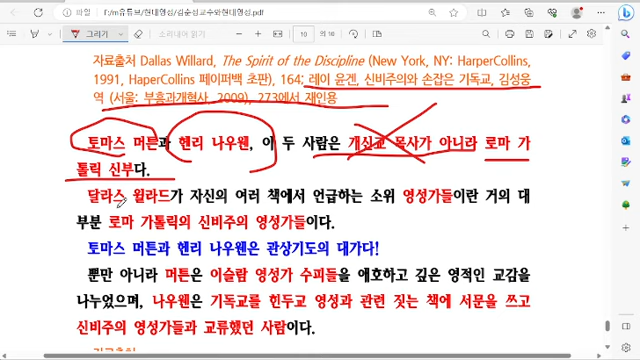 파일
f:/m유튜브/현대형성/김순성교수와현대형성.pdf
그리기
소리내어 읽기
10
자료출처 Dallas Willard, The Spirit of the Discipline (New York, NY: HarperCollins,
1991, HaperCollins 페이퍼백 초판), 164; 레이 윤겐, 신비주의와 손잡은 기독교, 김성웅
역 (서울: 부흥과개혁사, 2009), 273에서 재인용
토마스 머튼과 헨리 나우웬, 이 두 사람은 개신교 목사가 아니라 로마 가
톨릭 신부다.
달라스 윌라드가 자신의 여러 책에서 언급하는 소위 영성가들이란 거의 대
부분 로마 가톨릭의 신비주의 영성가들이다.
토마스 머튼과 헨리 나우웬은 관상기도의 대가다!
뿐만 아니라 머튼은 이슬람 영성가 수피들을 애호하고 깊은 영적인 교감을
나누었으며, 나우웬은 기독교를 힌두교 영성과 관련 짓는 책에 서문을 쓰고
신비주의 영성가들과 교류했던 사람이다.